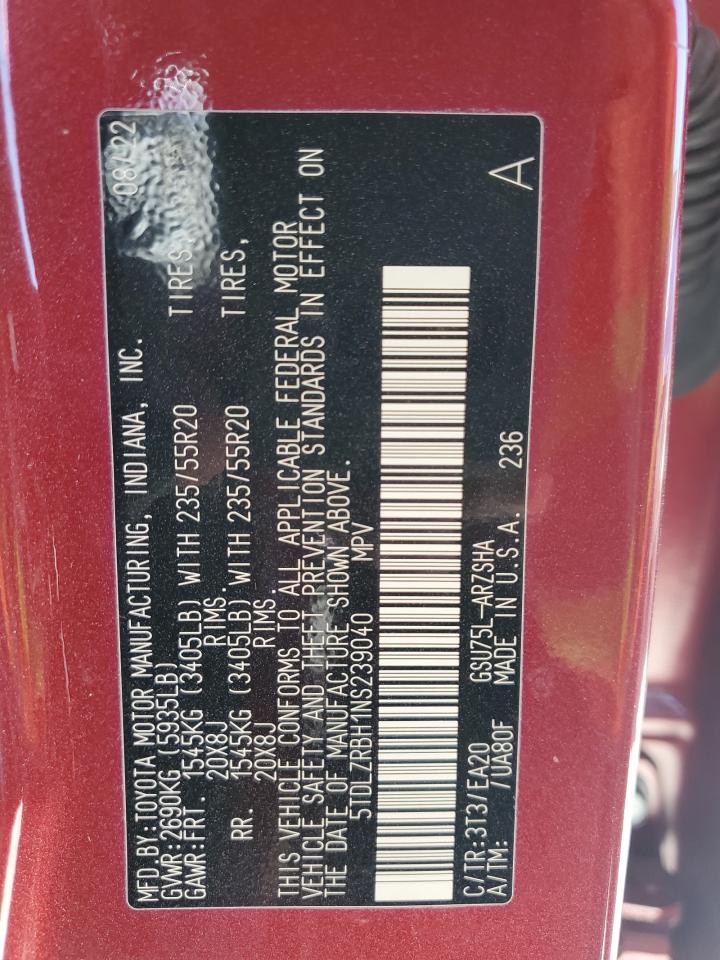 MFD.BY:TOYOTA MOTOR MANUFACTURING, INDIANA, INC. 08/22
GVWR:2690KG (5935LB)
GAWR:FRT. 1545KG (3405LB) WITH 235/55R20 TIRES,
20X8J RIMS.
RR. 1545KG (3405LB) WITH 235/55R20 TIRES,
20X8J RIMS.
THIS VEHICLE CONFORMS TO ALL APPLICABLE FEDERAL MOTOR
VEHICLE SAFETY AND THEFT PREVENTION STANDARDS IN EFFECT ON
THE DATE OF MANUFACTURE SHOWN ABOVE.
5TDLZRBH1NS239040 MPV
C/TR:3T3/EA20 GSU75L-ARZSHA
A/TM: /UA80F MADE IN U.S.A. 236 A